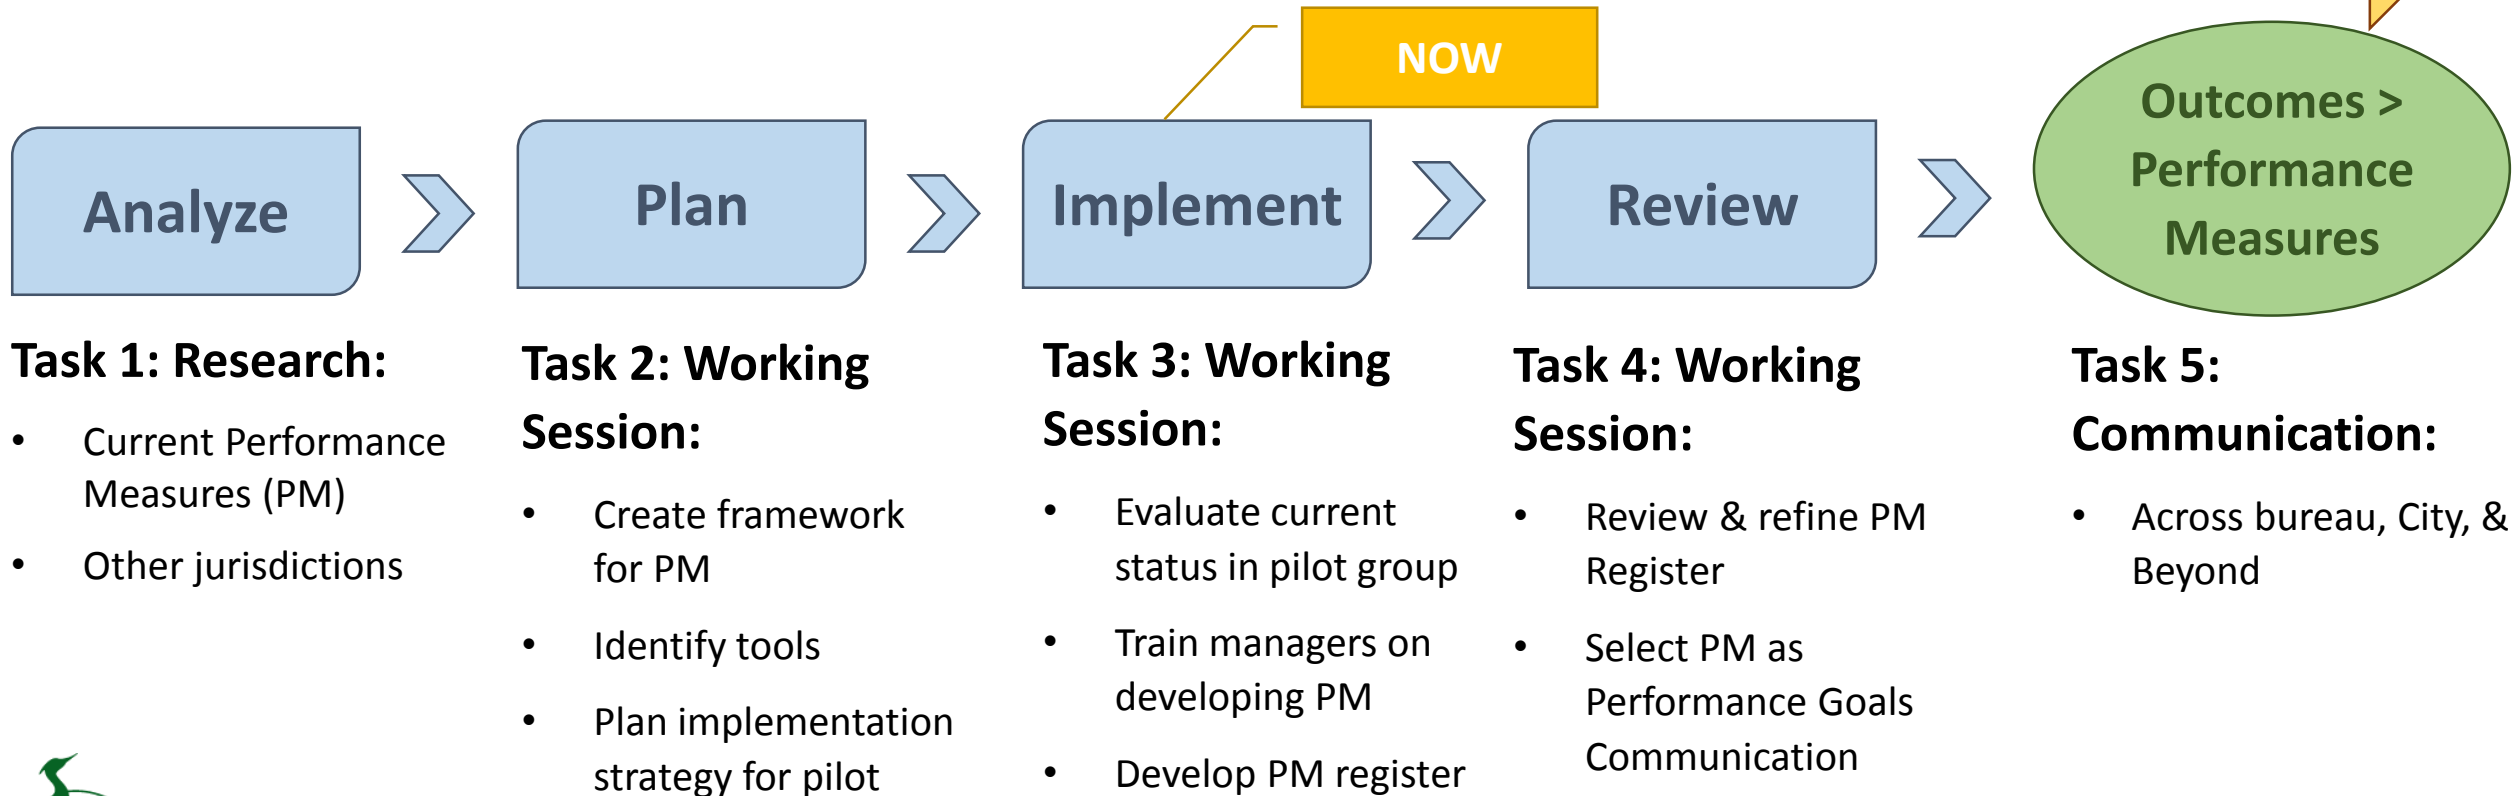 NOW
Analyze
Plan
Implement
Review
Outcomes >
Performance
Measures
Task 1: Research:
• Current Performance
Measures (PM)
• Other jurisdictions
Task 2: Working
Session:
• Create framework
for PM
• Identify tools
• Plan implementation
strategy for pilot
Task 3: Working
Session:
• Evaluate current
status in pilot group
• Train managers on
developing PM
• Develop PM register
Task 4: Working
Session:
• Review & refine PM
Register
• Select PM as
Performance Goals
Communication
Task 5:
Communication:
• Across bureau, City, &
Beyond